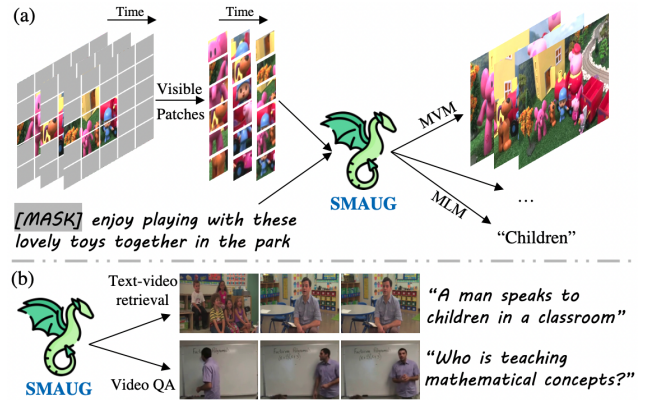 (a)
Time
Time
Visible
Patches
MVM
SMAUG
...
MLM
[MASK] enjoy playing with these
lovely toys together in the park
“Children”
(b)
Text-video
retrieval
“A man speaks to
children in a classroom”
SMAUG
Video QA
“Who is teaching
mathematical concepts?”